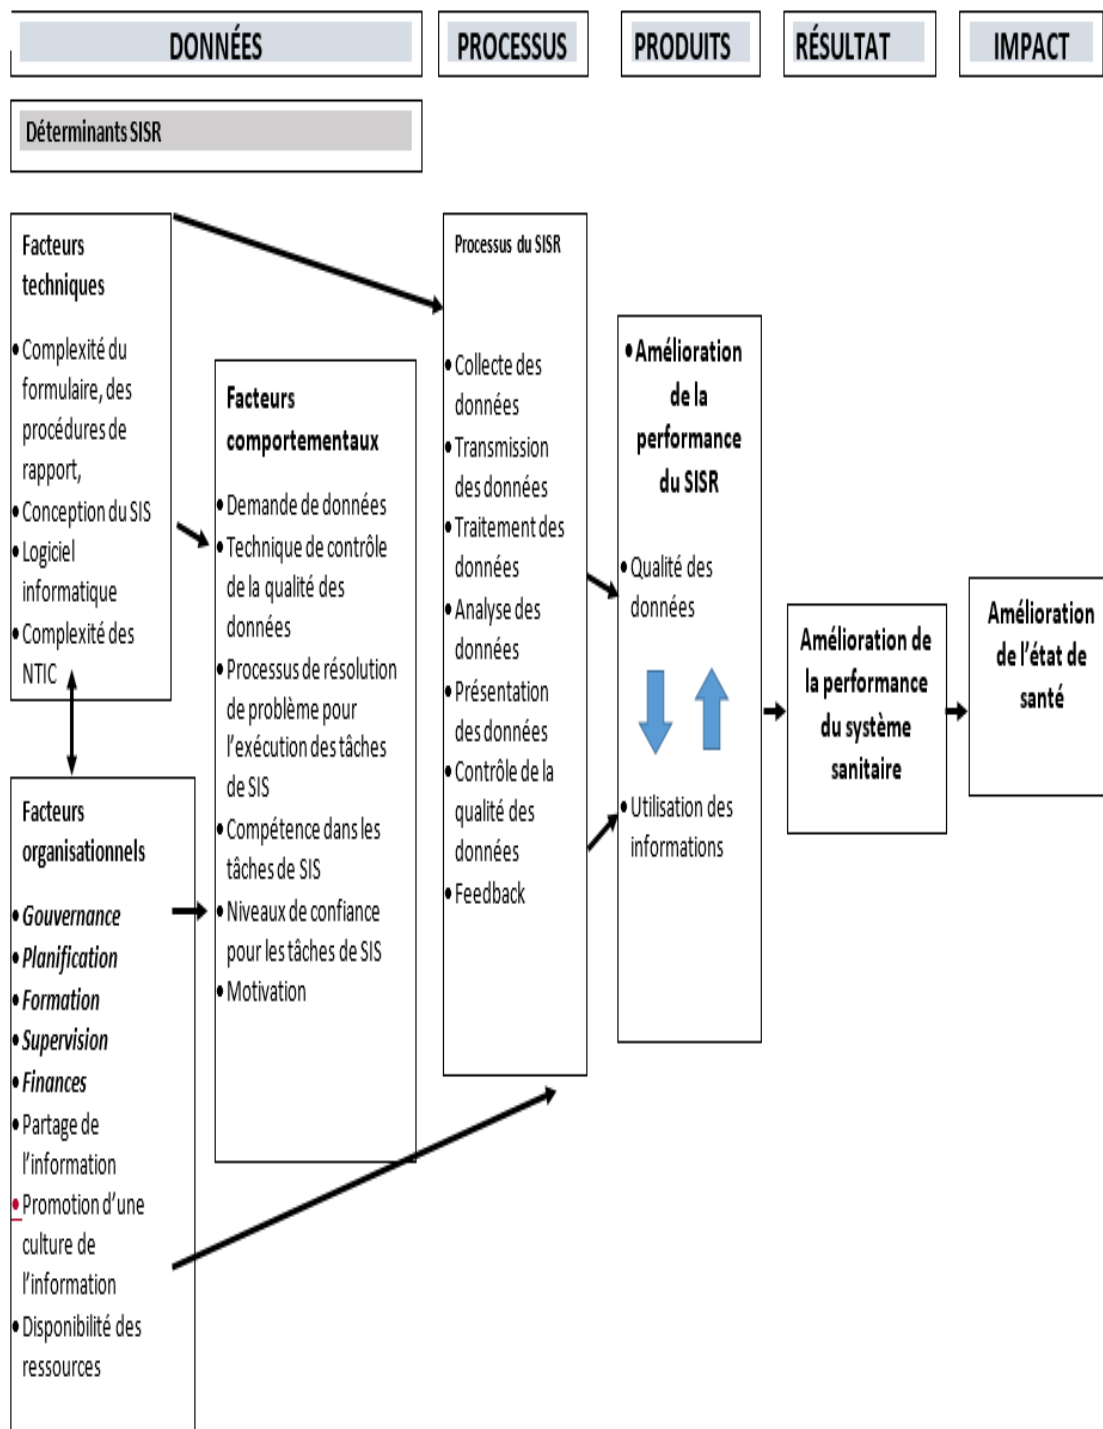 DONNÉES
PROCESSUS
PRODUITS
RÉSULTAT
IMPACT
Déterminants SISR
Facteurs
techniques
• Complexité du
formulaire, des
procédures de
rapport,
• Conception du SIS
• Logiciel
informatique
• Complexité des
NTIC
Facteurs
organisationnels
• Gouvernance
• Planification
• Formation
• Supervision
• Finances
• Partage de
l'information
• Promotion d'une
culture de
l'information
• Disponibilité des
ressources
Facteurs
comportementaux
• Demande de données
• Technique de contrôle
de la qualité des
données
• Processus de résolution
de problème pour
l'exécution des tâches
de SIS
• Compétence dans les
tâches de SIS
• Niveaux de confiance
pour les tâches de SIS
• Motivation
Processus du SISR
• Collecte des
données
• Transmission
des données
• Traitement des
données
• Analyse des
données
• Présentation
des données
• Contrôle de la
qualité des
données
• Feedback
• Amélioration
de la
performance
du SISR
• Qualité des
données
• Utilisation des
informations
Amélioration de
la performance
du système
sanitaire
Amélioration
de l'état de
santé